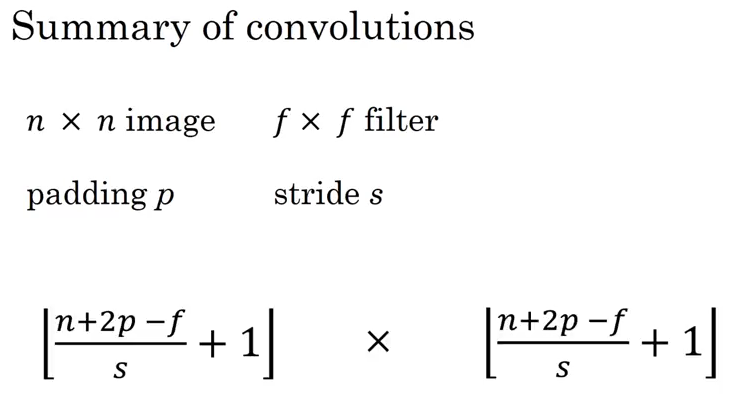 Summary of convolutions
n × n image f × f filter
padding p stride s
⌊(n+2p −f)/s + 1⌋ × ⌊(n+2p −f)/s + 1⌋